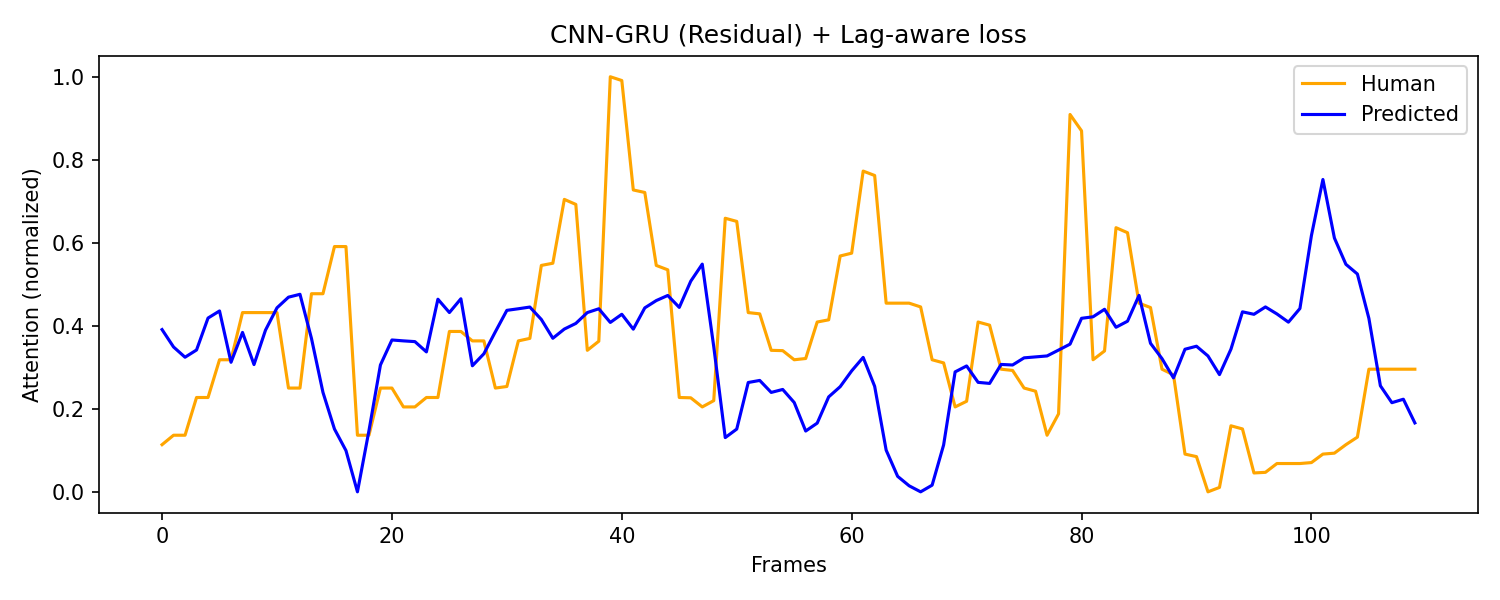 CNN-GRU (Residual) + Lag-aware loss
Human
Predicted
Attention (normalized)
1.0
0.8
0.6
0.4
0.2
0.0
0 20 40 60 80 100
Frames